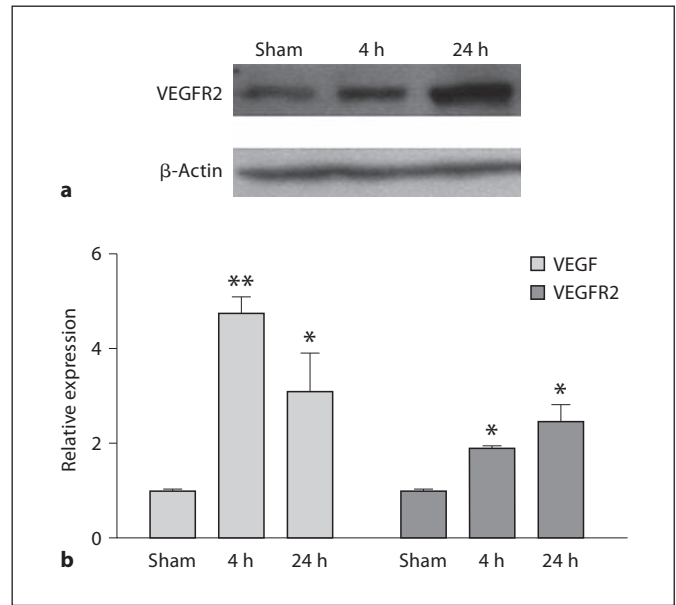 Sham 4 h 24 h
VEGFR2
β-Actin
a
6
4
2
0
Relative expression
** 
*
*
*
VEGF
VEGFR2
Sham 4 h 24 h Sham 4 h 24 h
b